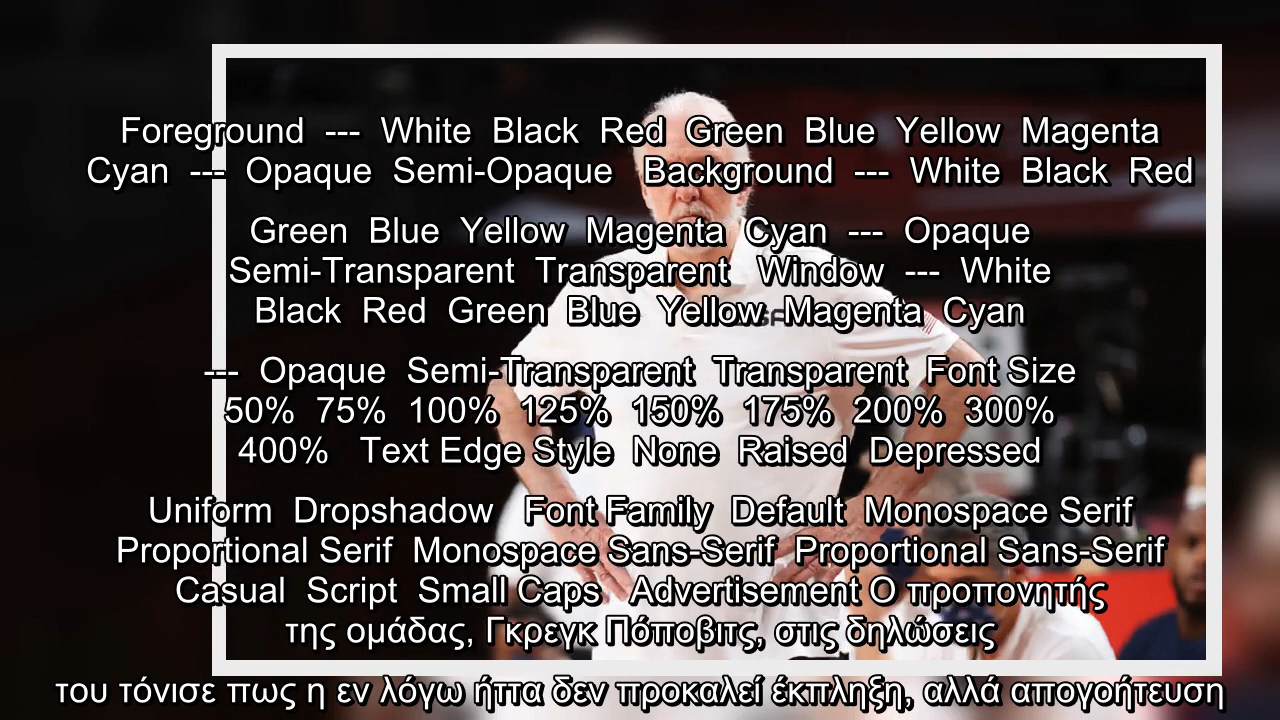 Foreground --- White Black Red Green Blue Yellow Magenta
Cyan --- Opaque Semi-Opaque Background --- White Black Red
Green Blue Yellow Magenta Cyan --- Opaque
Semi-Transparent Transparent Window --- White
Black Red Green Blue Yellow Magenta Cyan
--- Opaque Semi-Transparent Transparent Font Size
50% 75% 100% 125% 150% 175% 200% 300%
400% Text Edge Style None Raised Depressed
Uniform Dropshadow Font Family Default Monospace Serif
Proportional Serif Monospace Sans-Serif Proportional Sans-Serif
Casual Script Small Caps Advertisement Ο προπονητής
της ομάδας, Γκρεγκ Πόποβιτς, στις δηλώσεις
του τόνισε πως η εν λόγω ήττα δεν προκαλεί έκπληξη, αλλά απογοήτευση